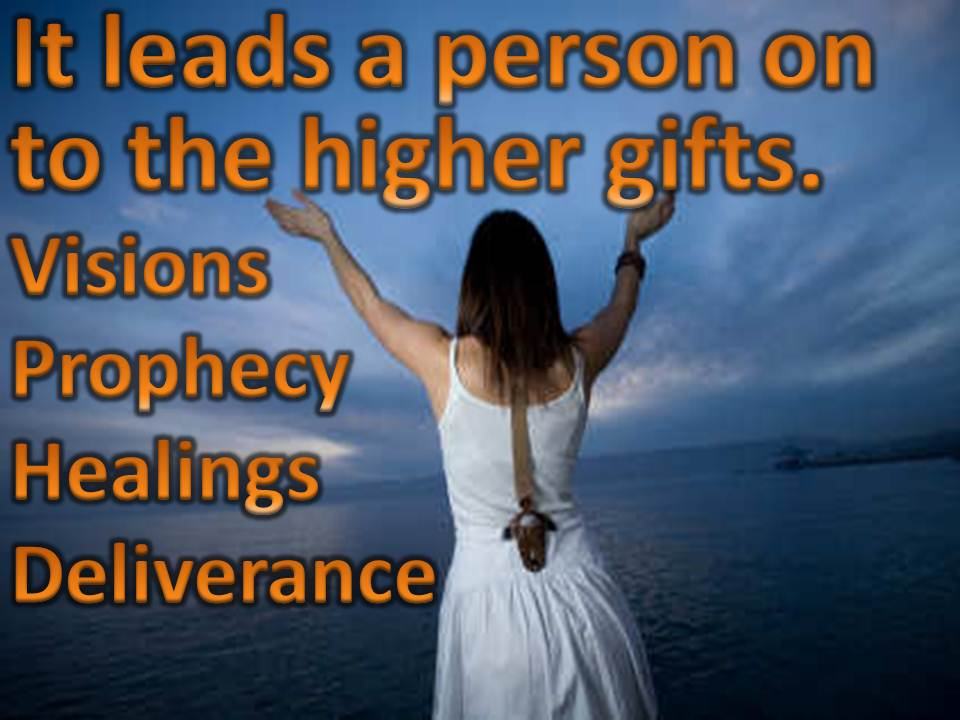 It leads a person on
to the higher gifts.
Visions
Prophecy
Healings
Deliverance